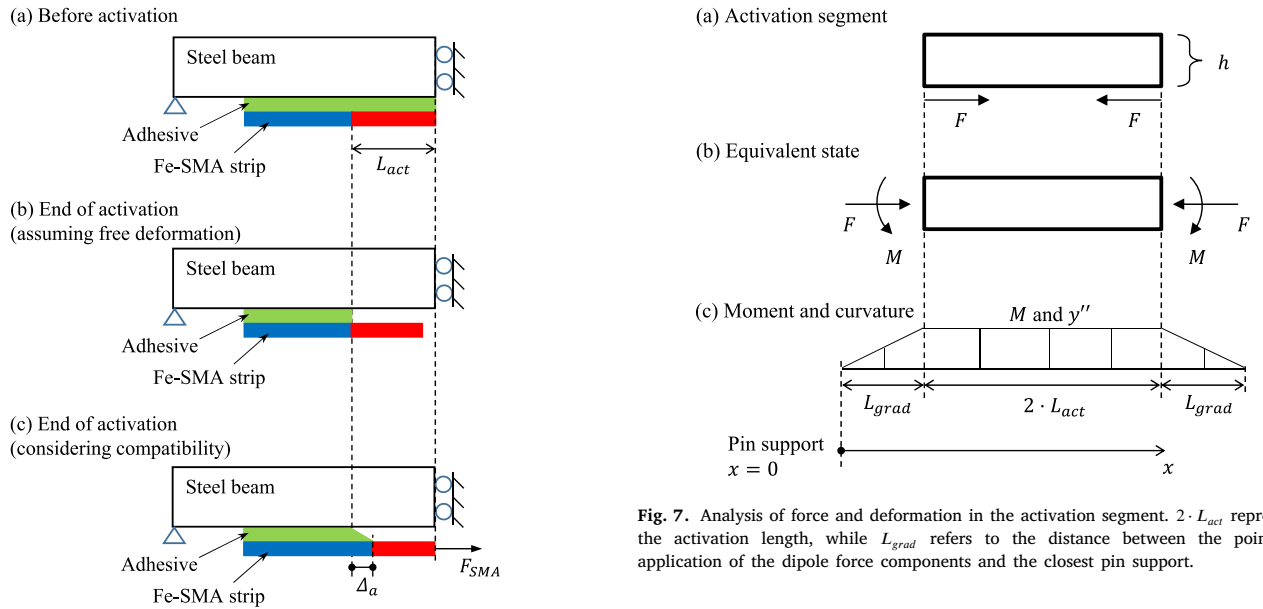 (a) Before activation
Steel beam
Adhesive
Fe-SMA strip
L_act
(b) End of activation
(assuming free deformation)
Steel beam
Adhesive
Fe-SMA strip
(c) End of activation
(considering compatibility)
Steel beam
Adhesive
Fe-SMA strip
Δ_a
F_SMA
(a) Activation segment
h
F
F
(b) Equivalent state
F
M
M
F
(c) Moment and curvature
M and y′′
L_grad
2 · L_act
L_grad
Pin support
x = 0
x
Fig. 7. Analysis of force and deformation in the activation segment. 2 · L_act repre
the activation length, while L_grad refers to the distance between the poin
application of the dipole force components and the closest pin support.